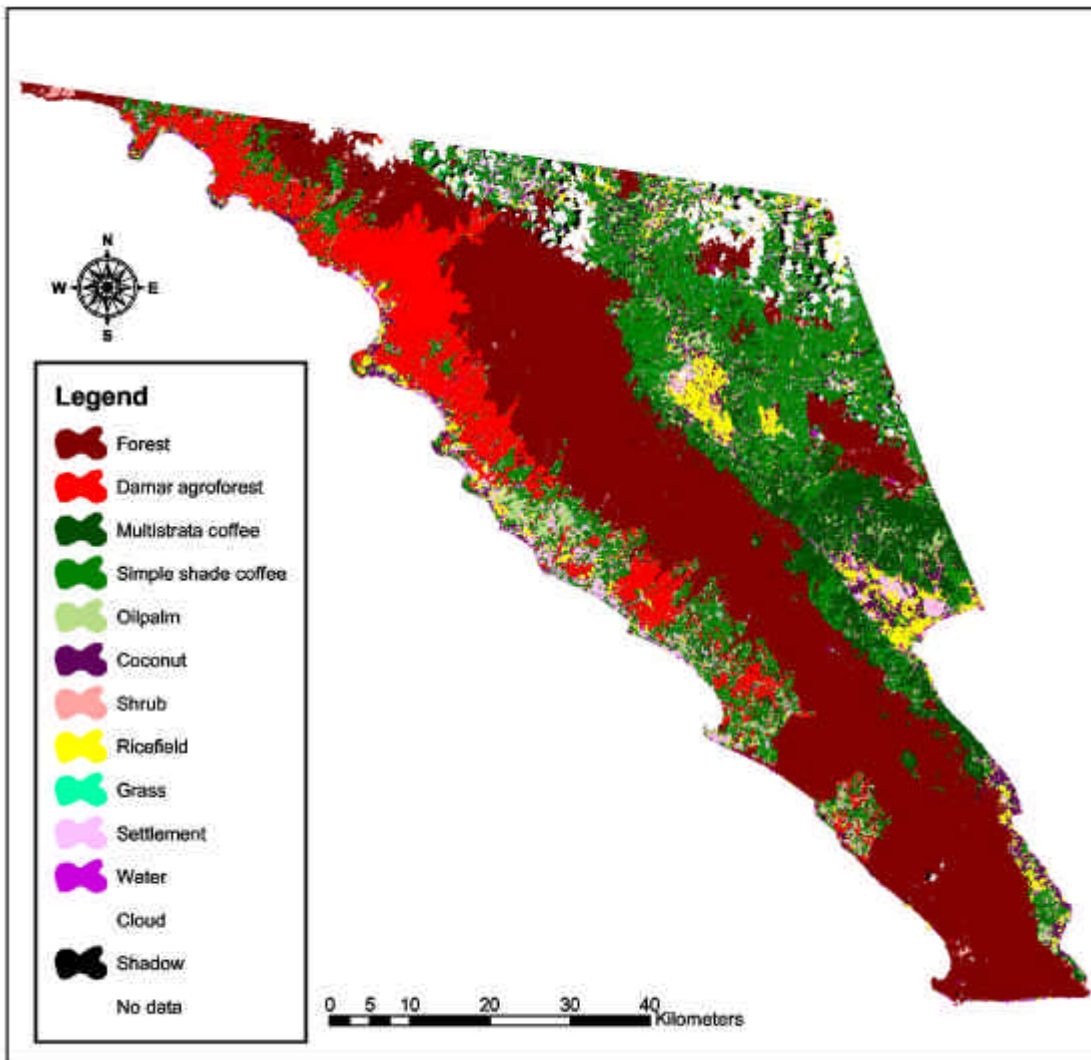 N
W E
S
Legend
Forest
Damar agroforest
Multistrata coffee
Simple shade coffee
Oilpalm
Coconut
Shrub
Ricefield
Grass
Settlement
Water
Cloud
Shadow
No data
0 5 10 20 30 40
Kilometers